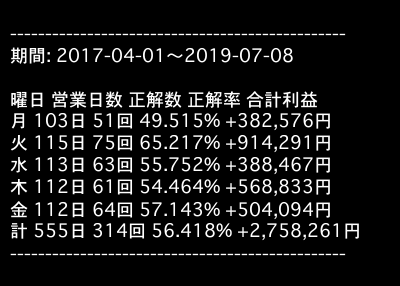 ------------------------------------------------
期間: 2017-04-01〜2019-07-08
曜日 営業日数 正解数 正解率 合計利益
月 103日 51回 49.515% +382,576円
火 115日 75回 65.217% +914,291円
水 113日 63回 55.752% +388,467円
木 112日 61回 54.464% +568,833円
金 112日 64回 57.143% +504,094円
計 555日 314回 56.418% +2,758,261円
------------------------------------------------